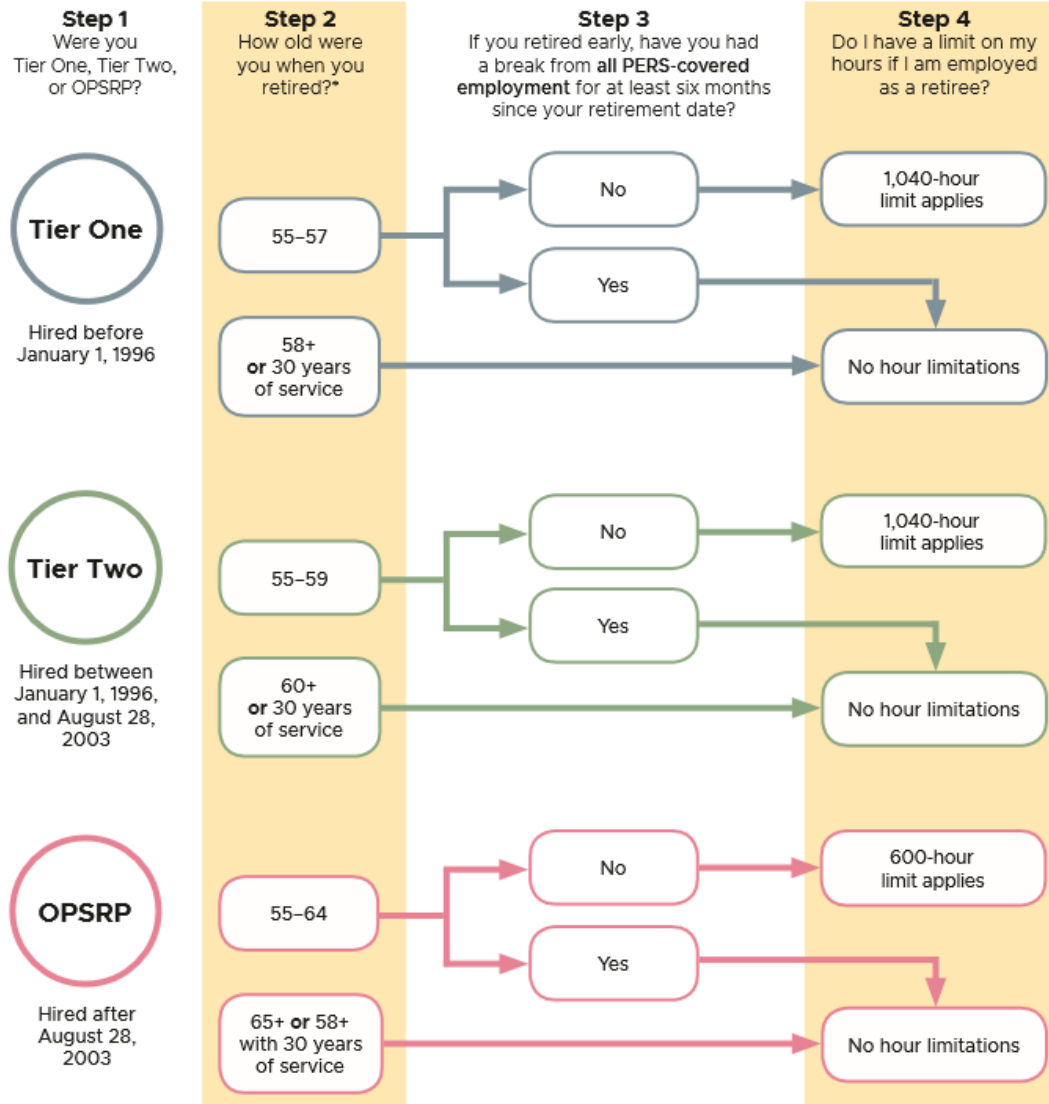 Step 1
Were you
Tier One, Tier Two,
or OPSRP?
Step 2
How old were
you when you
retired?*
Step 3
If you retired early, have you had
a break from all PERS-covered
employment for at least six months
since your retirement date?
Step 4
Do I have a limit on my
hours if I am employed
as a retiree?
Tier One
Hired before
January 1, 1996
55–57
No
1,040-hour
limit applies
Yes
58+
or 30 years
of service
No hour limitations
Tier Two
Hired between
January 1, 1996,
and August 28,
2003
55–59
No
1,040-hour
limit applies
Yes
60+
or 30 years
of service
No hour limitations
OPSRP
Hired after
August 28,
2003
55–64
No
600-hour
limit applies
Yes
65+ or 58+
with 30 years
of service
No hour limitations